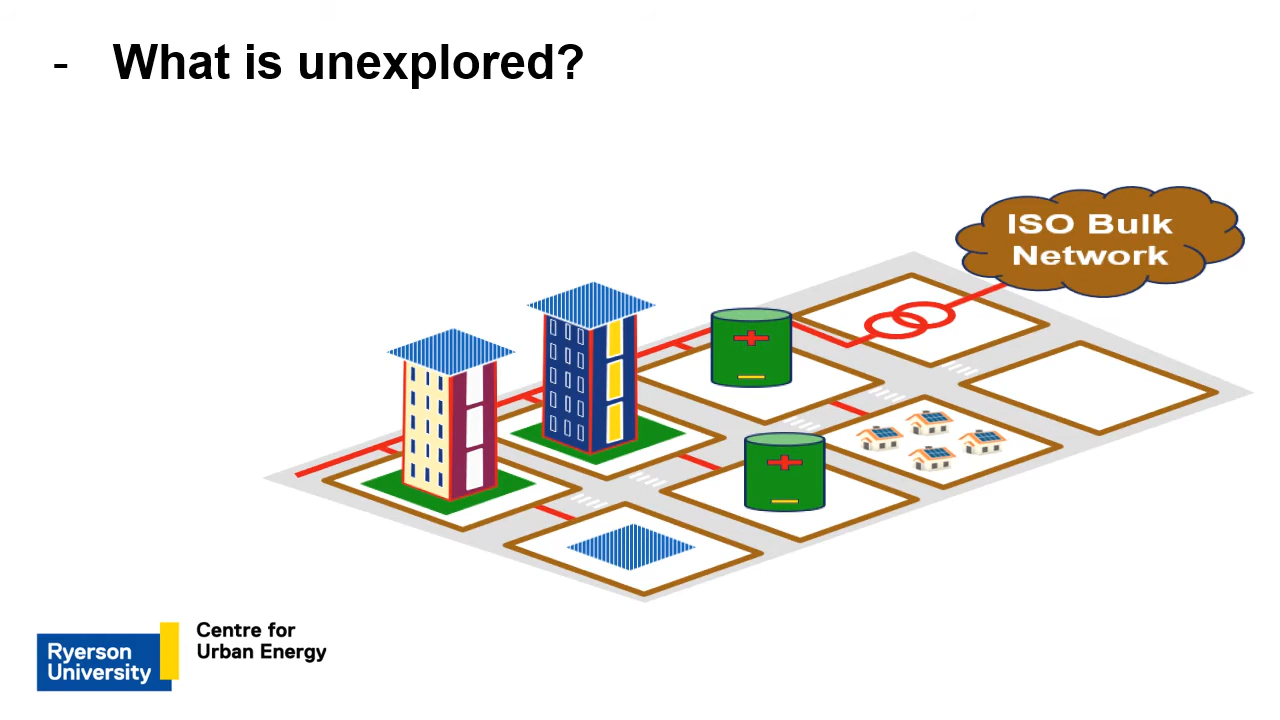 - What is unexplored?
ISO Bulk
Network
Ryerson
University
Centre for
Urban Energy